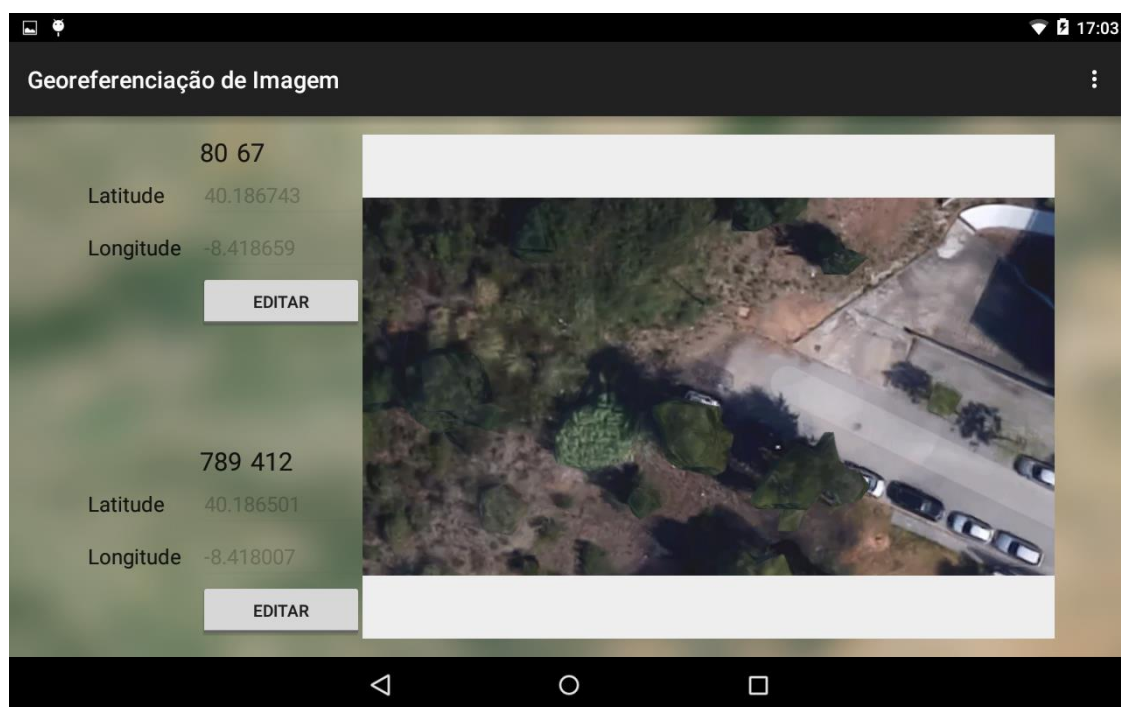 17:03
Georeferenciação de Imagem
80 67
Latitude 40.186743
Longitude -8.418659
EDITAR
789 412
Latitude 40.186501
Longitude -8.418007
EDITAR